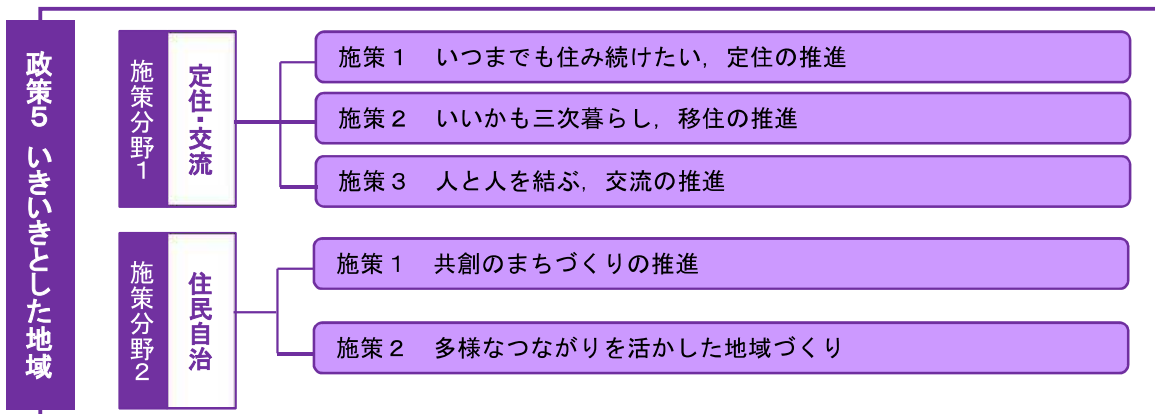 政策５ いきいきとした地域
施策分野１
定住・交流
施策１ いつまでも住み続けたい，定住の推進
施策２ いいかも三次暮らし，移住の推進
施策３ 人と人を結ぶ，交流の推進
施策分野２
住民自治
施策１ 共創のまちづくりの推進
施策２ 多様なつながりを活かした地域づくり